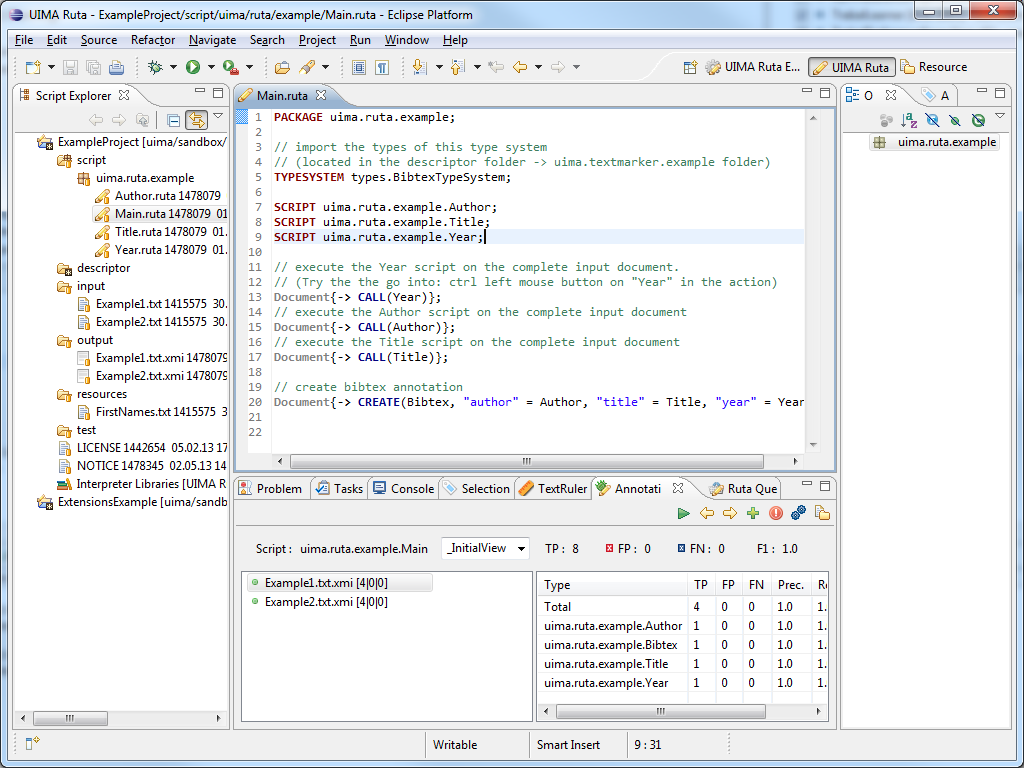 UIMA Ruta - ExampleProject/script/uima/ruta/example/Main.ruta - Eclipse Platform
File Edit Source Refactor Navigate Search Project Run Window Help
UIMA Ruta E... UIMA Ruta Resource
Script Explorer
ExampleProject [uima/sandbox/
script
uima.ruta.example
Author.ruta 1478079
Main.ruta 1478079 01
Title.ruta 1478079 01.
Year.ruta 1478079 01.
descriptor
input
Example1.txt 1415575 30.
Example2.txt 1415575 30.
output
Example1.txt.xmi 1478079
Example2.txt.xmi 1478079
resources
FirstNames.txt 1415575 3
test
LICENSE 1442654 05.02.13 17
NOTICE 1478345 02.05.13 14
Interpreter Libraries [UIMA R
ExtensionsExample [uima/sandb
Main.ruta
1 PACKAGE uima.ruta.example;
2
3 // import the types of this type system
4 // (located in the descriptor folder -> uima.textmarker.example folder)
5 TYPESYSTEM types.BibtexTypeSystem;
6
7 SCRIPT uima.ruta.example.Author;
8 SCRIPT uima.ruta.example.Title;
9 SCRIPT uima.ruta.example.Year;
10
11 // execute the Year script on the complete input document.
12 // (Try the the go into: ctrl left mouse button on "Year" in the action)
13 Document{-> CALL(Year)};
14 // execute the Author script on the complete input document
15 Document{-> CALL(Author)};
16 // execute the Title script on the complete input document
17 Document{-> CALL(Title)};
18
19 // create bibtex annotation
20 Document{-> CREATE(Bibtex, "author" = Author, "title" = Title, "year" = Year
21
22
O A
uima.ruta.example
Problem Tasks Console Selection TextRuler Annotati Ruta Que
Script : uima.ruta.example.Main _InitialView TP : 8 FP : 0 FN : 0 F1 : 1.0
Example1.txt.xmi [4|0|0]
Example2.txt.xmi [4|0|0]
Type TP FP FN Prec. R
Total 4 0 0 1.0 1.
uima.ruta.example.Author 1 0 0 1.0 1.
uima.ruta.example.Bibtex 1 0 0 1.0 1.
uima.ruta.example.Title 1 0 0 1.0 1.
uima.ruta.example.Year 1 0 0 1.0 1.
Writable Smart Insert 9 : 31